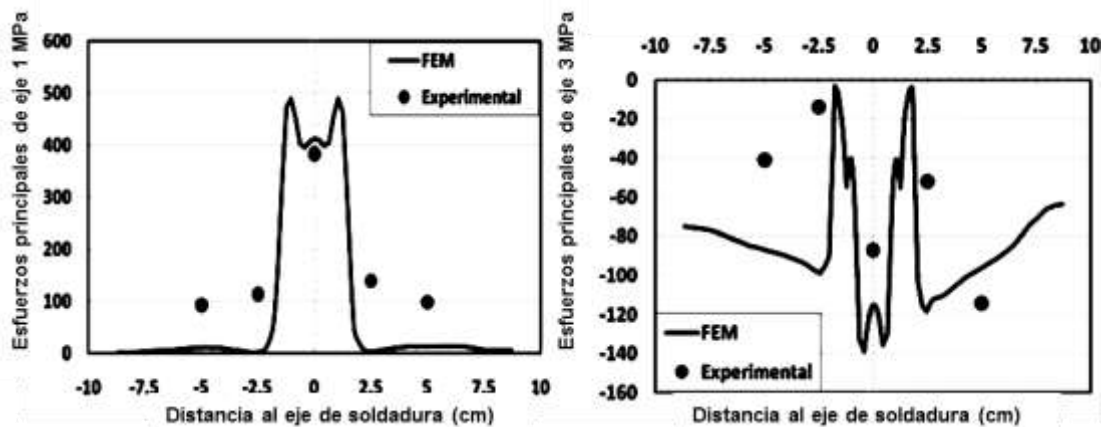 Esfuerzos principales de eje 1 MPa
600
500
400
300
200
100
0
FEM
Experimental
-10 -7.5 -5 -2.5 0 2.5 5 7.5 10
Distancia al eje de soldadura (cm)
Esfuerzos principales de eje 3 MPa
-10 -7.5 -5 -2.5 0 2.5 5 7.5 10
0
-20
-40
-60
-80
-100
-120
-140
-160
FEM
Experimental
Distancia al eje de soldadura (cm)